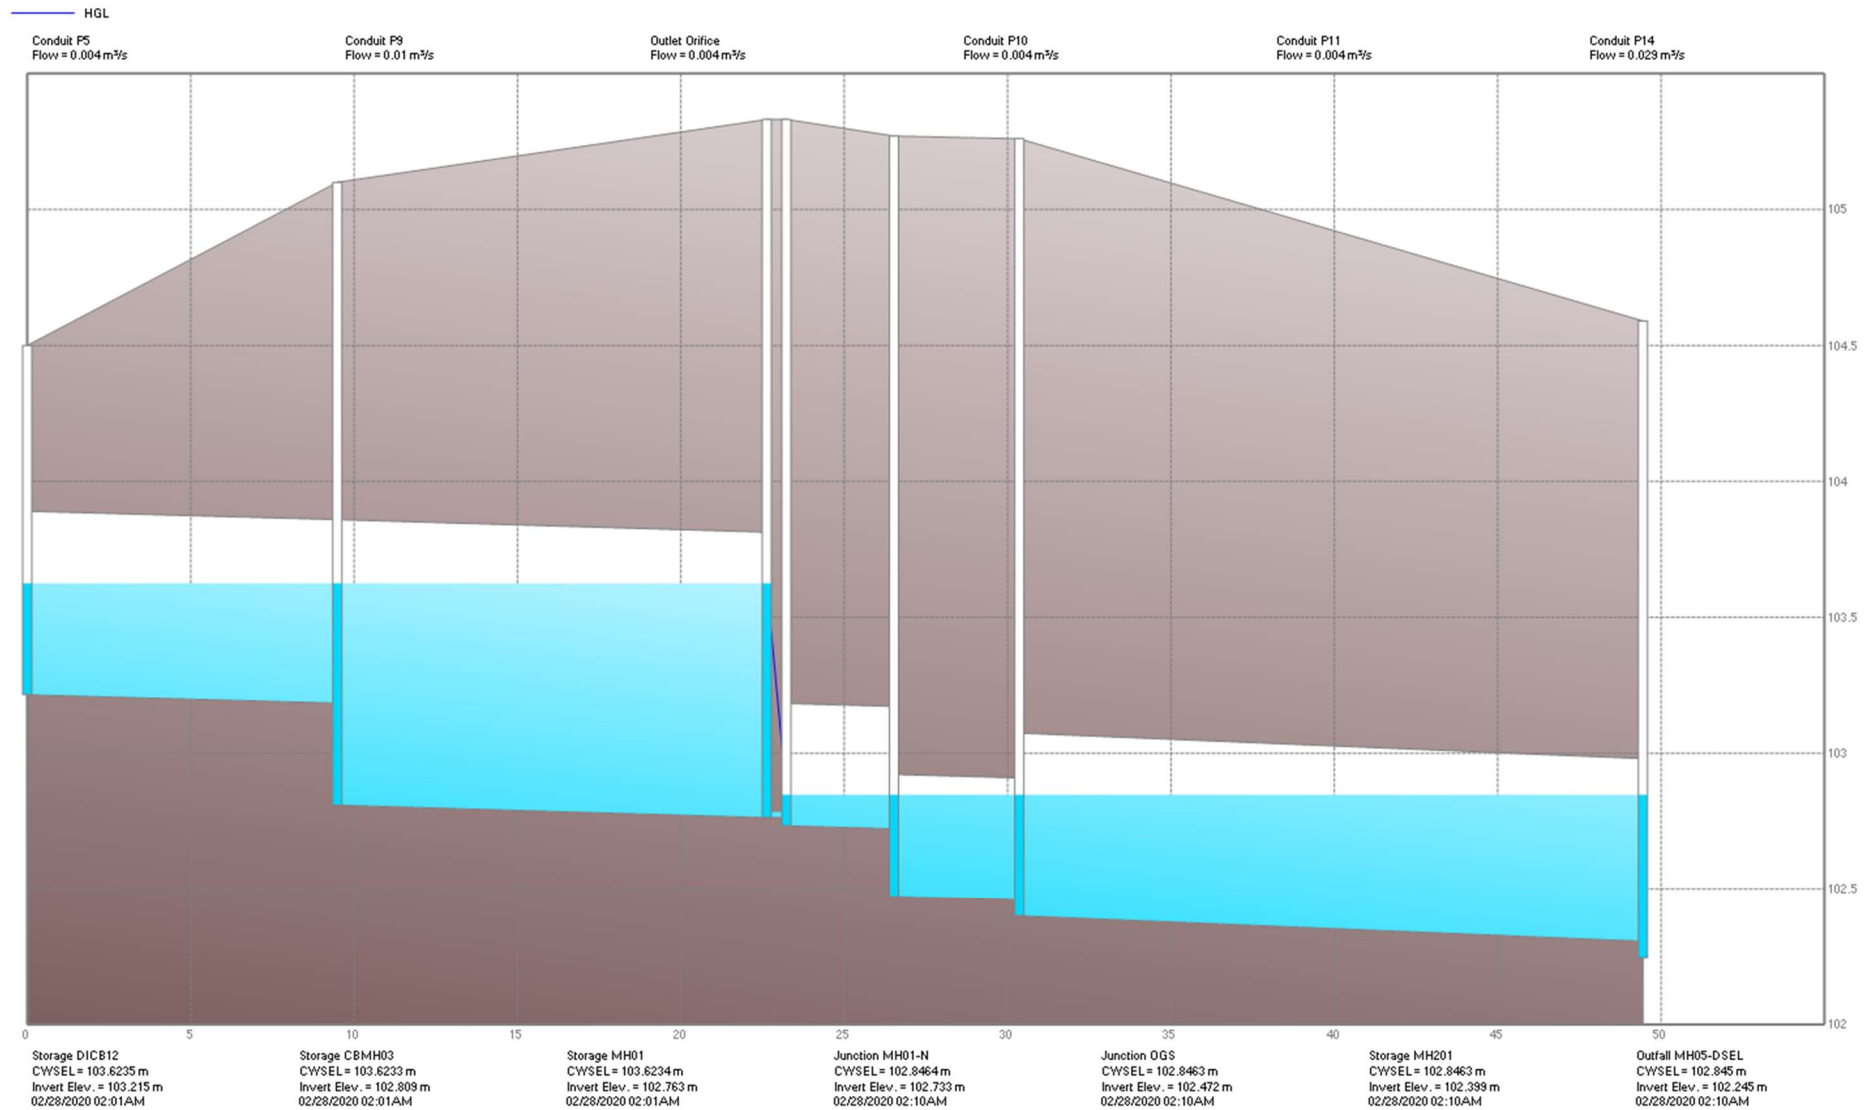 HGL
Conduit P5
Flow = 0.004 m³/s
Conduit P9
Flow = 0.01 m³/s
Outlet Orifice
Flow = 0.004 m³/s
Conduit P10
Flow = 0.004 m³/s
Conduit P11
Flow = 0.004 m³/s
Conduit P14
Flow = 0.029 m³/s
105
104.5
104
103.5
103
102.5
102
0 5 10 15 20 25 30 35 40 45 50
Storage DICB12
CWSEL = 103.6235 m
Invert Elev. = 103.215 m
02/28/2020 02:01AM
Storage CBMH03
CWSEL = 103.6233 m
Invert Elev. = 102.809 m
02/28/2020 02:01AM
Storage MH01
CWSEL = 103.6234 m
Invert Elev. = 102.763 m
02/28/2020 02:01AM
Junction MH01-N
CWSEL = 102.8464 m
Invert Elev. = 102.733 m
02/28/2020 02:10AM
Junction OGS
CWSEL = 102.8463 m
Invert Elev. = 102.472 m
02/28/2020 02:10AM
Storage MH201
CWSEL = 102.8463 m
Invert Elev. = 102.399 m
02/28/2020 02:10AM
Outfall MH05-DSEL
CWSEL = 102.845 m
Invert Elev. = 102.245 m
02/28/2020 02:10AM